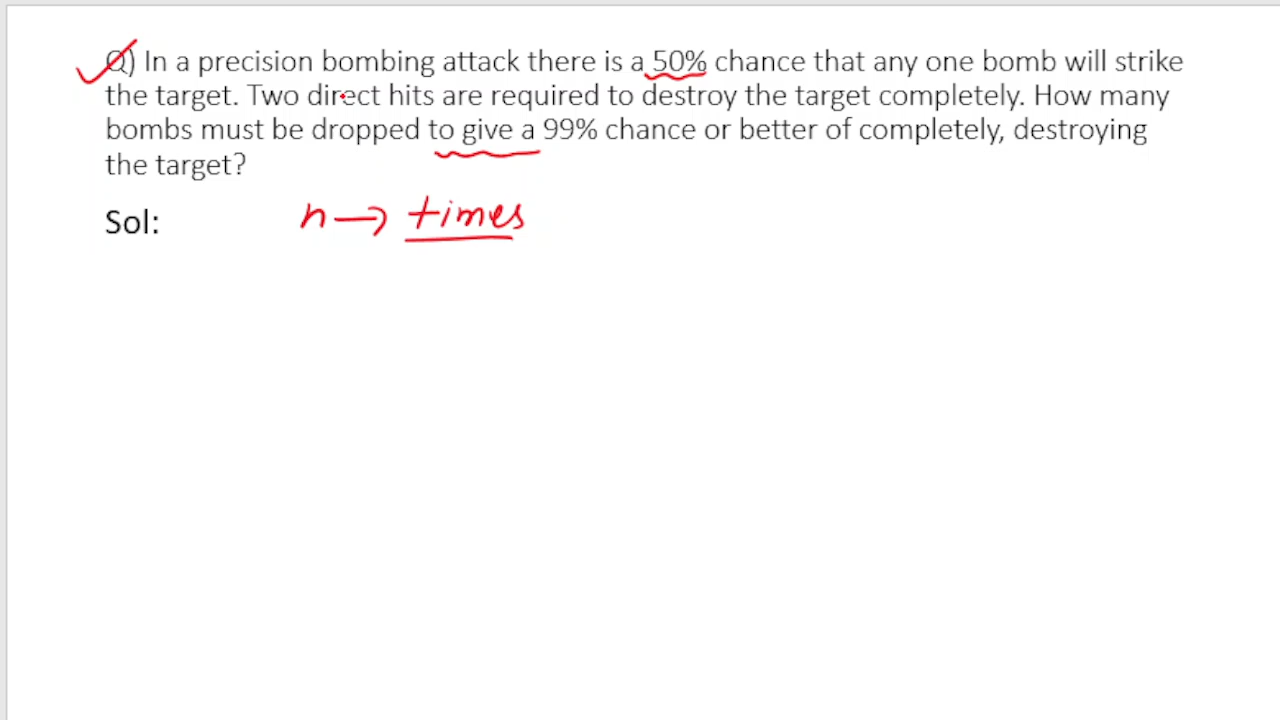 Q) In a precision bombing attack there is a 50% chance that any one bomb will strike
the target. Two direct hits are required to destroy the target completely. How many
bombs must be dropped to give a 99% chance or better of completely, destroying
the target?
Sol: n → times